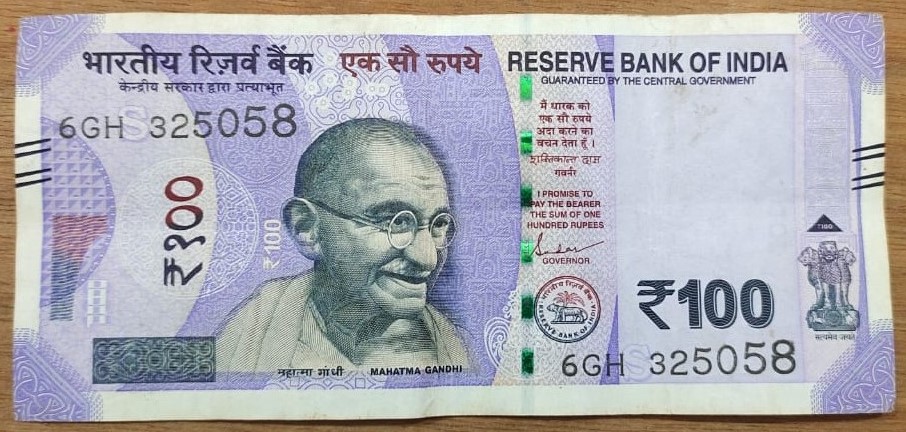 भारतीय रिज़र्व बैंक
केन्द्रीय सरकार द्वारा प्रत्याभूत
एक सौ रुपये
RESERVE BANK OF INDIA
GUARANTEED BY THE CENTRAL GOVERNMENT
6GH 325058
₹१००
₹100
मैं धारक को
एक सौ रुपये
अदा करने का
वचन देता हूँ ।
शक्तिकान्त दास
गवर्नर
I PROMISE TO
PAY THE BEARER
THE SUM OF ONE
HUNDRED RUPEES
GOVERNOR
भारतीय रिज़र्व बैंक
RESERVE BANK OF INDIA
₹100
₹100
सत्यमेव जयते
6GH 325058
महात्मा गांधी
MAHATMA GANDHI